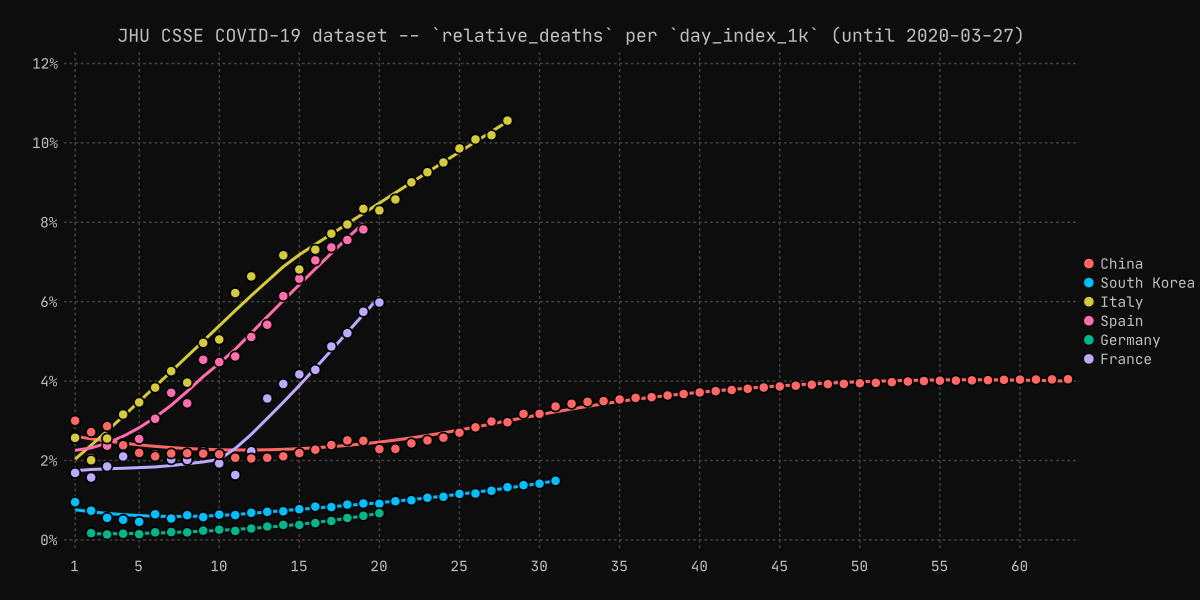 JHU CSSE COVID-19 dataset -- `relative_deaths` per `day_index_1k` (until 2020-03-27)
12%
10%
8%
6%
4%
2%
0%
1 5 10 15 20 25 30 35 40 45 50 55 60
China
South Korea
Italy
Spain
Germany
France